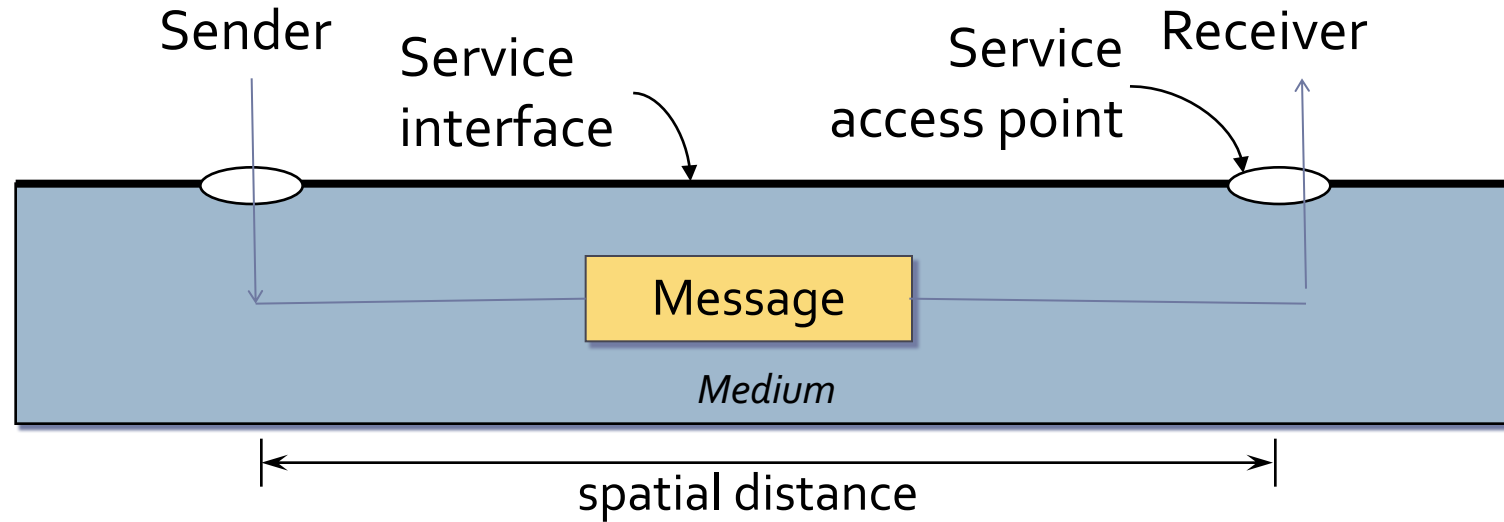 Sender
Service
interface
Service
access point
Receiver
Message
Medium
spatial distance